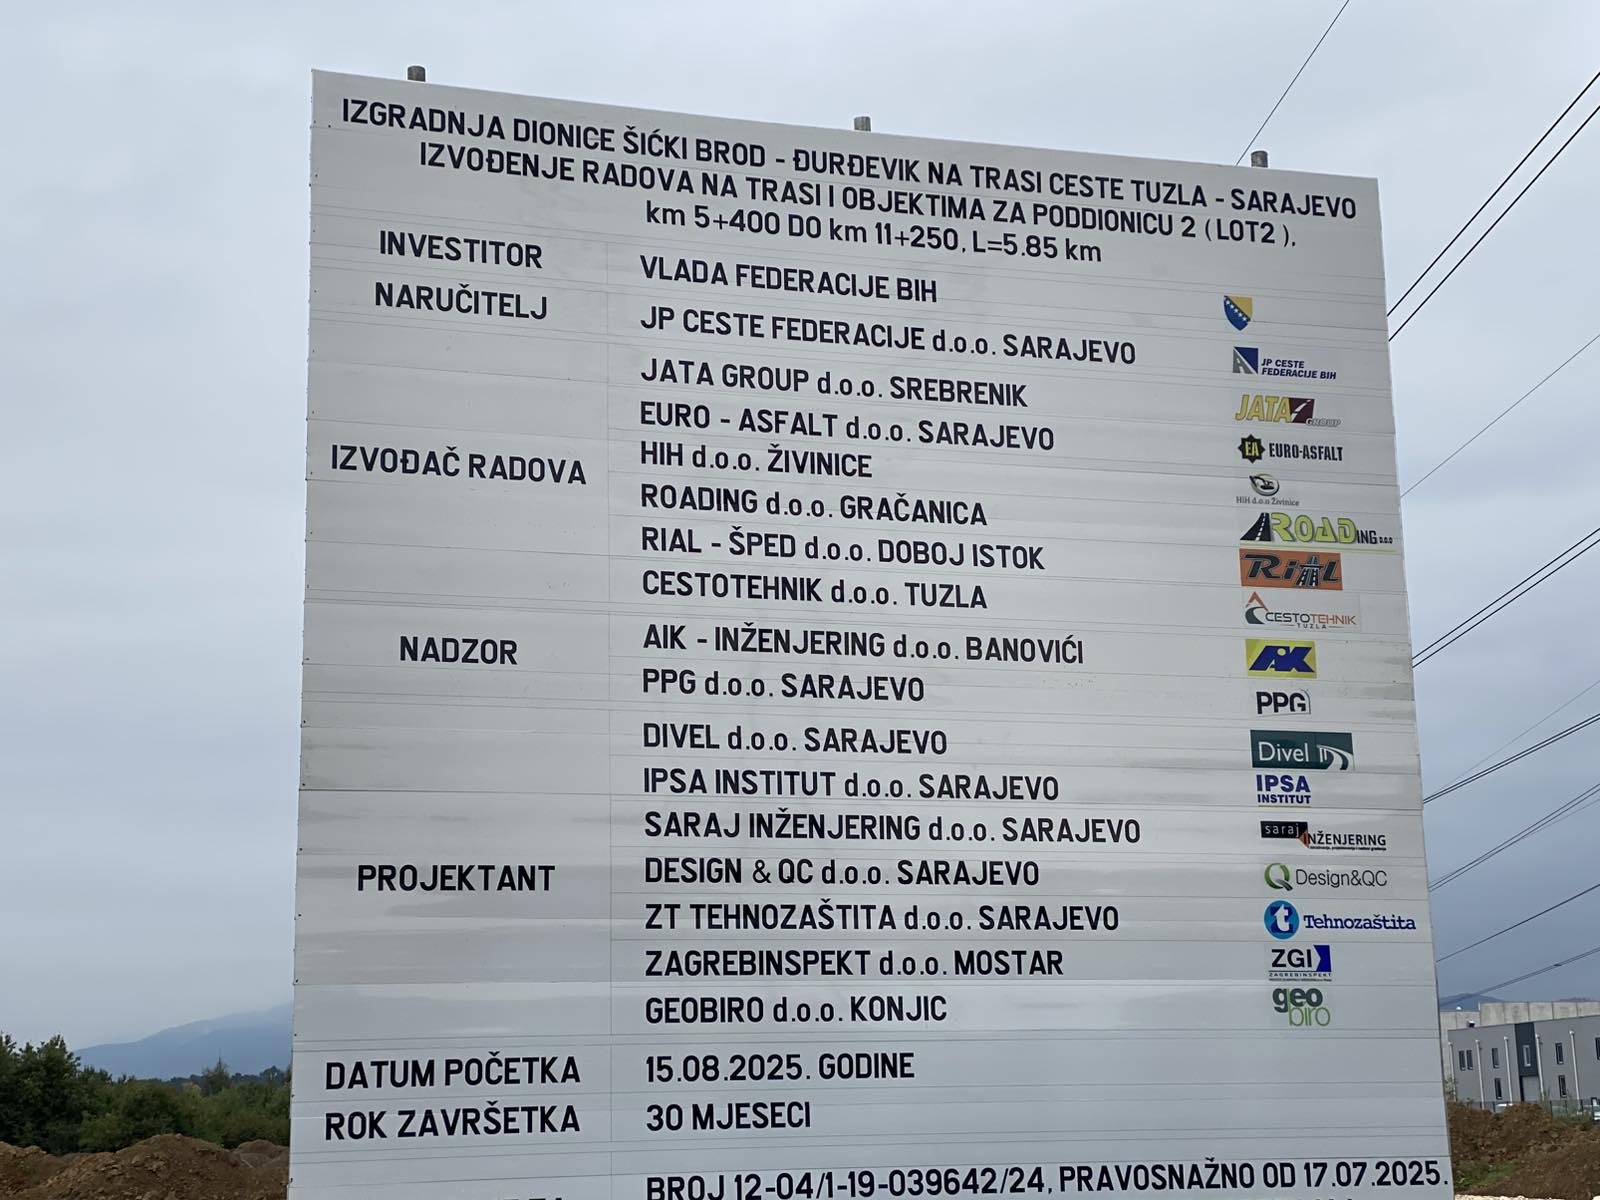 IZGRADNJA DIONICE ŠIĆKI BROD - ĐURĐEVIK NA TRASI CESTE TUZLA - SARAJEVO
IZVOĐENJE RADOVA NA TRASI I OBJEKTIMA ZA PODDIONICU 2 ( LOT2 ),
km 5+400 DO km 11+250, L=5.85 km
INVESTITOR VLADA FEDERACIJE BIH
NARUČITELJ JP CESTE FEDERACIJE d.o.o. SARAJEVO JP CESTE
FEDERACIJE BIH
JATA GROUP d.o.o. SREBRENIK JATA GROUP
EURO - ASFALT d.o.o. SARAJEVO EA EURO-ASFALT
IZVOĐAČ RADOVA HIH d.o.o. ŽIVINICE HIH d.o.o Živinice
ROADING d.o.o. GRAČANICA ROADING D.O.O
RIAL - ŠPED d.o.o. DOBOJ ISTOK RIAL
CESTOTEHNIK d.o.o. TUZLA CESTOTEHNIK
TUZLA
NADZOR AIK - INŽENJERING d.o.o. BANOVIĆI AIK
PPG d.o.o. SARAJEVO PPG
DIVEL d.o.o. SARAJEVO Divel
IPSA INSTITUT d.o.o. SARAJEVO IPSA
INSTITUT
SARAJ INŽENJERING d.o.o. SARAJEVO saraj INŽENJERING
PROJEKTANT DESIGN & QC d.o.o. SARAJEVO Design&QC
ZT TEHNOZAŠTITA d.o.o. SARAJEVO t Tehnozaštita
ZAGREBINSPEKT d.o.o. MOSTAR ZGI
ZAGREBINSPEKT
GEOBIRO d.o.o. KONJIC geo
biro
DATUM POČETKA 15.08.2025. GODINE
ROK ZAVRŠETKA 30 MJESECI
BROJ 12-04/1-19-039642/24, PRAVOSNAŽNO OD 17.07.2025.